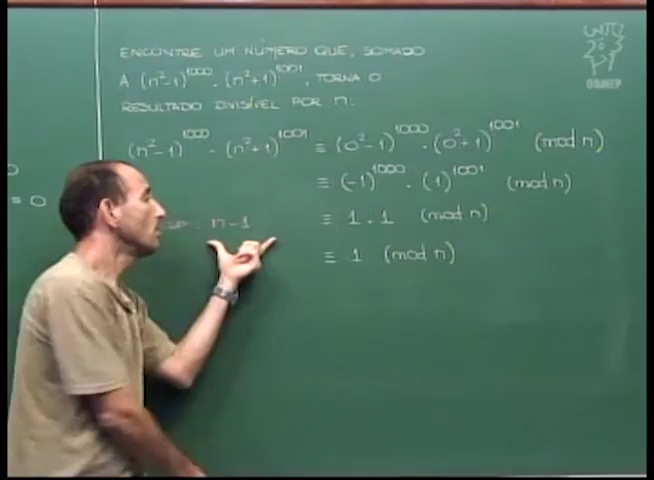 ENCONTRE UM NÚMERO QUE, SOMADO
A (n²-1)¹⁰⁰⁰ . (n²+1)¹⁰⁰¹, TORNA O
RESULTADO DIVISÍVEL POR n.
(n²-1)¹⁰⁰⁰ . (n²+1)¹⁰⁰¹ ≡ (0²-1)¹⁰⁰⁰ . (0²+1)¹⁰⁰¹ (mod n)
≡ (-1)¹⁰⁰⁰ . (1)¹⁰⁰¹ (mod n)
= 0
n-1 ≡ 1 . 1 (mod n)
≡ 1 (mod n)
OBMEP